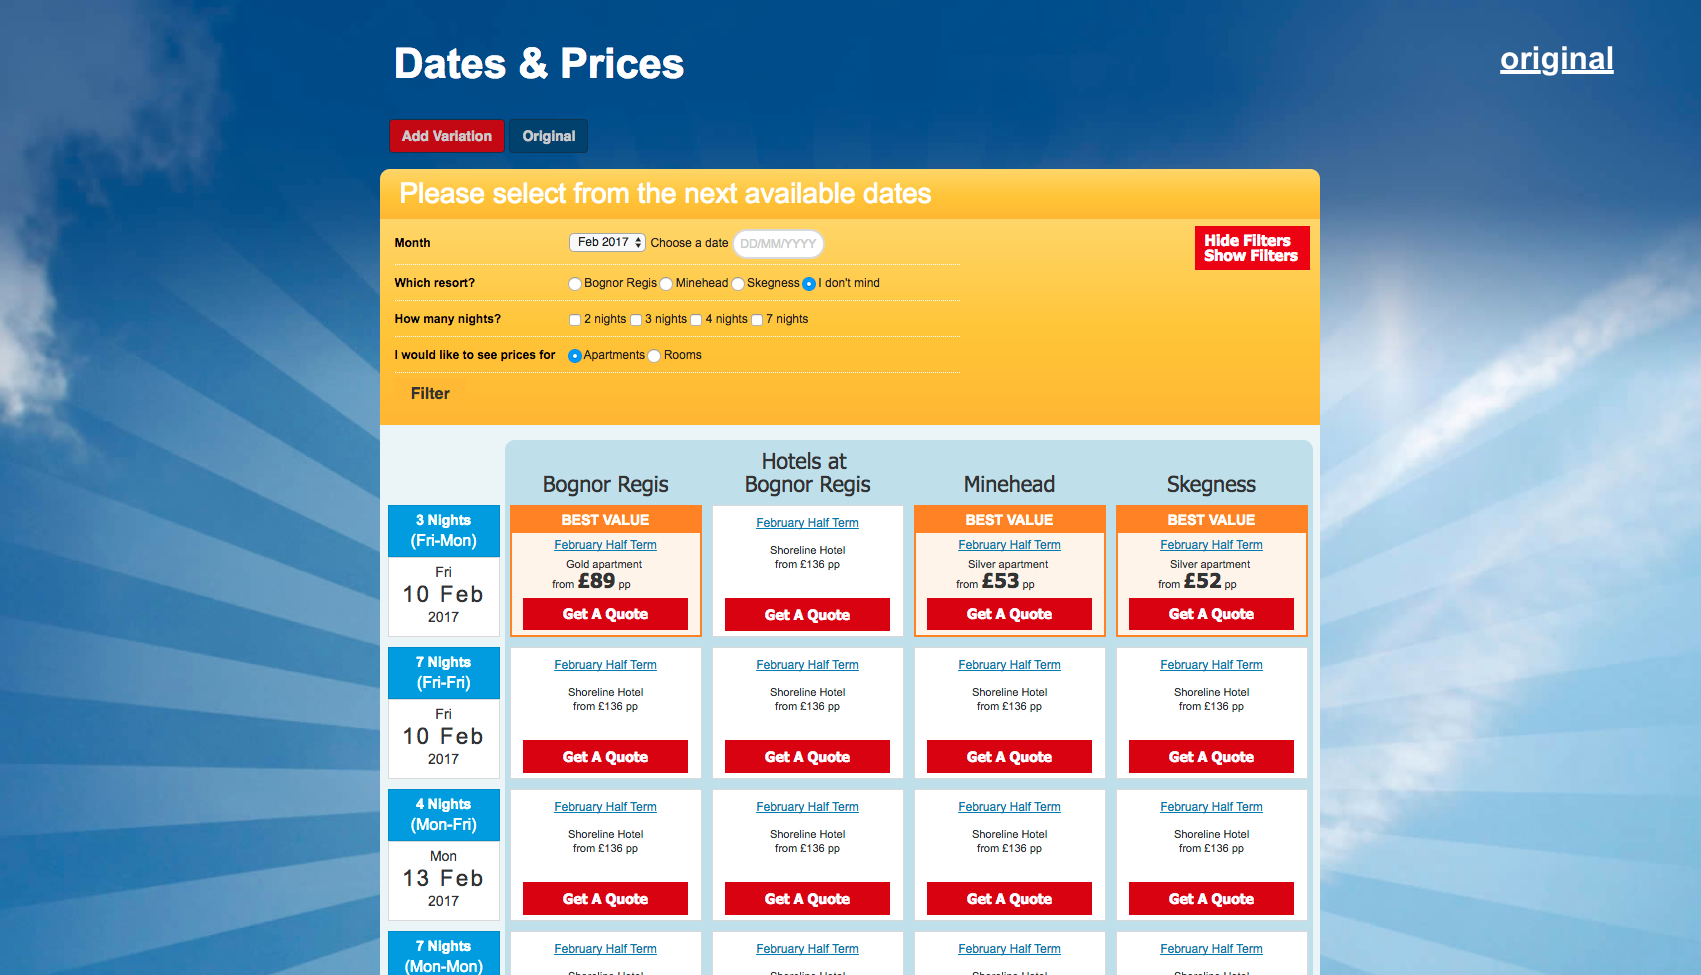 Dates & Prices
original
Add Variation
Original
Please select from the next available dates
Month
Feb 2017
Choose a date
DD/MM/YYYY
Hide Filters
Show Filters
Which resort?
Bognor Regis
Minehead
Skegness
I don't mind
How many nights?
2 nights
3 nights
4 nights
7 nights
I would like to see prices for
Apartments
Rooms
Filter
Bognor Regis
Hotels at
Bognor Regis
Minehead
Skegness
3 Nights
(Fri-Mon)
Fri
10 Feb
2017
BEST VALUE
February Half Term
Gold apartment
from £89 pp
Get A Quote
February Half Term
Shoreline Hotel
from £136 pp
Get A Quote
BEST VALUE
February Half Term
Silver apartment
from £53 pp
Get A Quote
BEST VALUE
February Half Term
Silver apartment
from £52 pp
Get A Quote
7 Nights
(Fri-Fri)
Fri
10 Feb
2017
February Half Term
Shoreline Hotel
from £136 pp
Get A Quote
February Half Term
Shoreline Hotel
from £136 pp
Get A Quote
February Half Term
Shoreline Hotel
from £136 pp
Get A Quote
February Half Term
Shoreline Hotel
from £136 pp
Get A Quote
4 Nights
(Mon-Fri)
Mon
13 Feb
2017
February Half Term
Shoreline Hotel
from £136 pp
Get A Quote
February Half Term
Shoreline Hotel
from £136 pp
Get A Quote
February Half Term
Shoreline Hotel
from £136 pp
Get A Quote
February Half Term
Shoreline Hotel
from £136 pp
Get A Quote
7 Nights
(Mon-Mon)
February Half Term
February Half Term
February Half Term
February Half Term